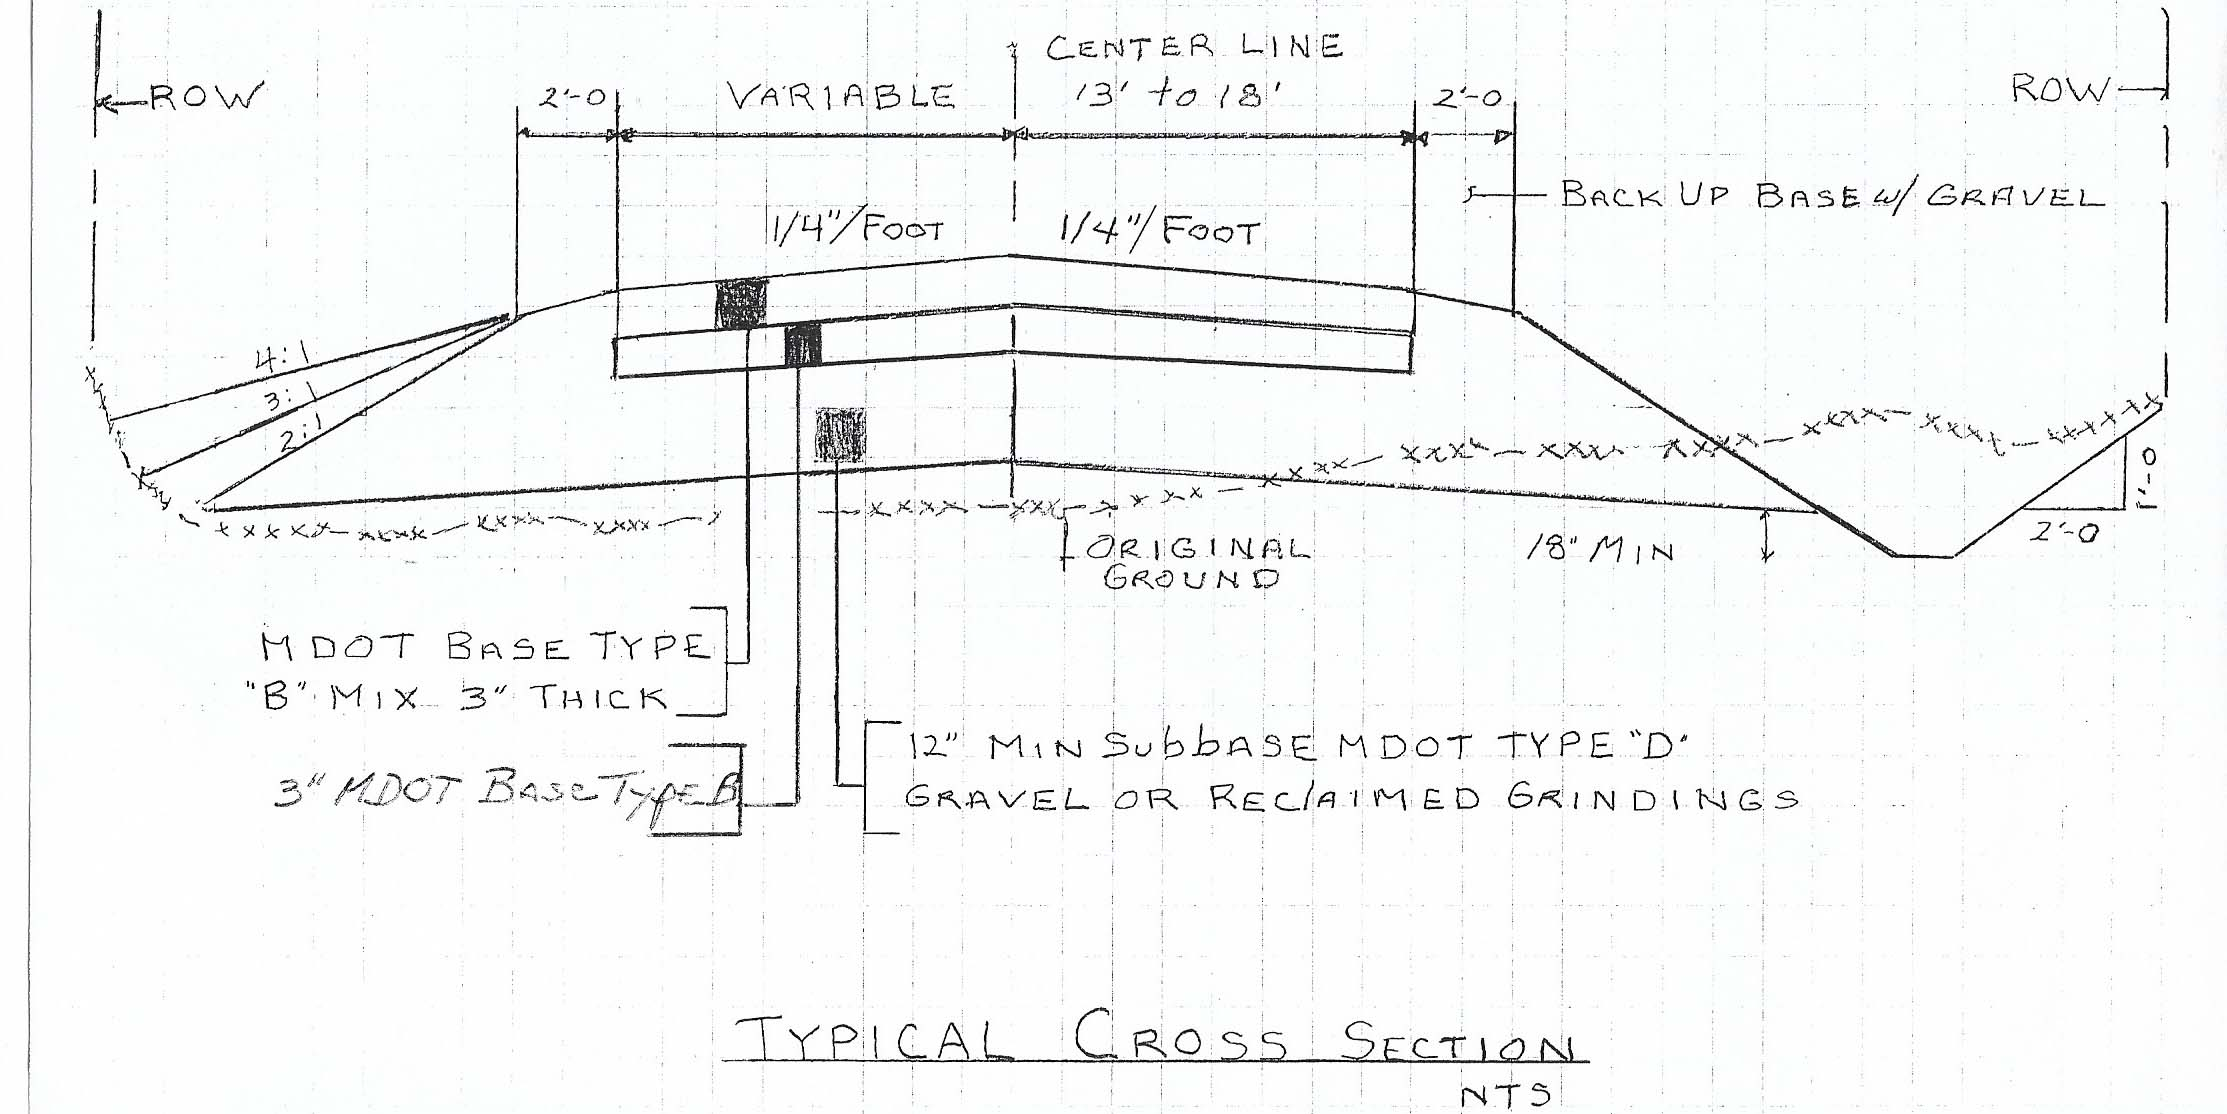 CENTER LINE
ROW
2'-0
VARIABLE
13' to 18'
2'-0
ROW
BACK UP BASE W/ GRAVEL
1/4"/FOOT
1/4"/FOOT
4:1
3:1
2:1
1'-0
2'-0
18" MIN
ORIGINAL
GROUND
MDOT BASE TYPE
"B" MIX 3" THICK
3" MDOT BASE TYPE B
12" MIN SubbASE MDOT TYPE "D"
GRAVEL OR RECLAIMED GRINDINGS
TYPICAL CROSS SECTION
NTS